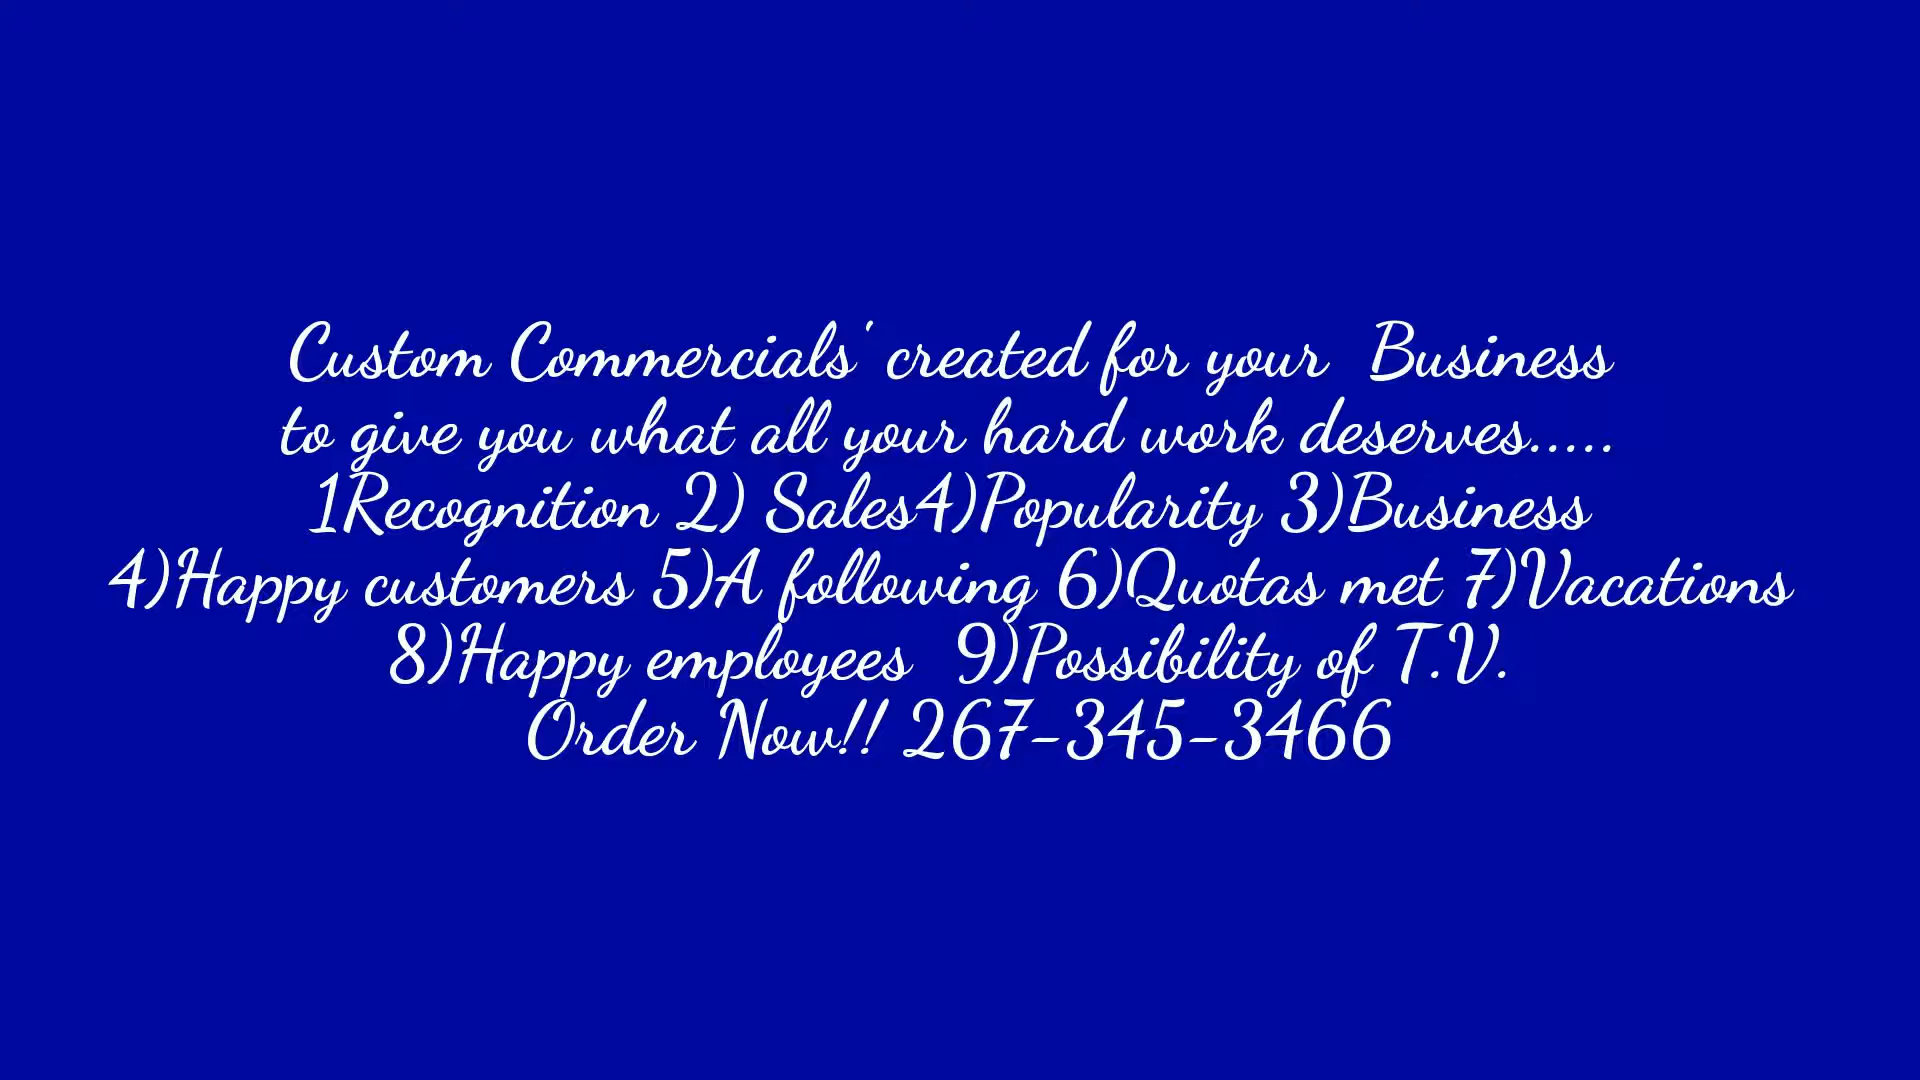 Custom Commercials' created for your Business
to give you what all your hard work deserves.....
1Recognition 2) Sales4)Popularity 3)Business
4)Happy customers 5)A following 6)Quotas met 7)Vacations
8)Happy employees 9)Possibility of T.V.
Order Now!! 267-345-3466